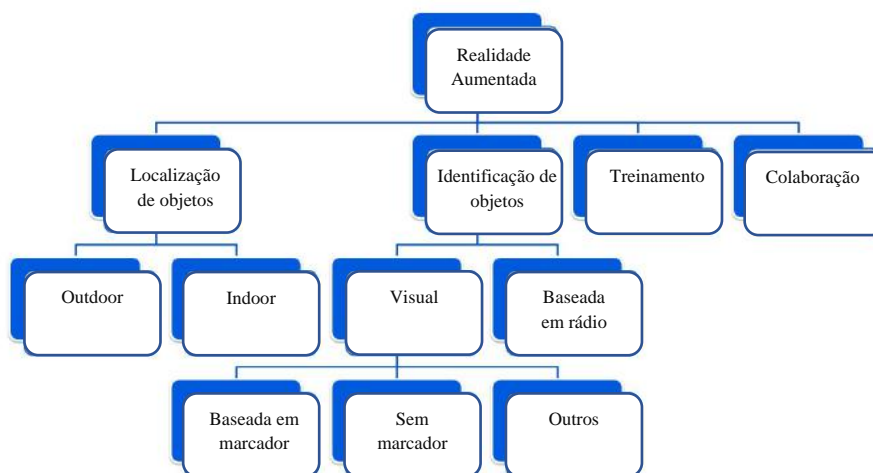 Realidade
Aumentada
Localização
de objetos
Identificação de
objetos
Treinamento
Colaboração
Outdoor
Indoor
Visual
Baseada
em rádio
Baseada em
marcador
Sem
marcador
Outros